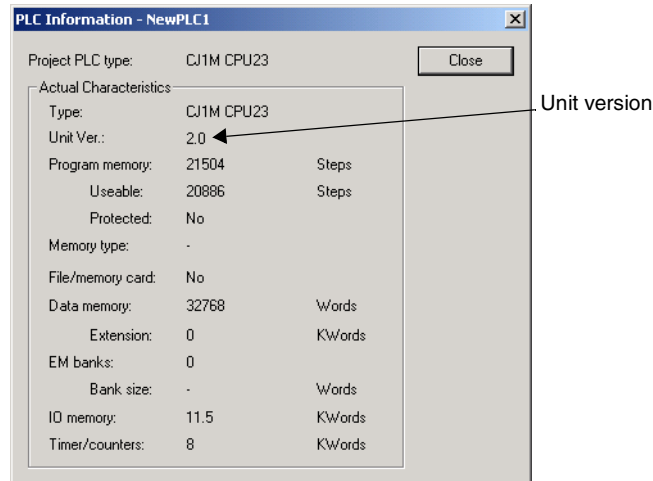 PLC Information - NewPLC1
Project PLC type: CJ1M CPU23 Close
Actual Characteristics
Type: CJ1M CPU23
Unit version
Unit Ver.: 2.0
Program memory: 21504 Steps
Useable: 20886 Steps
Protected: No
Memory type: -
File/memory card: No
Data memory: 32768 Words
Extension: 0 KWords
EM banks: 0
Bank size: - Words
IO memory: 11.5 KWords
Timer/counters: 8 KWords